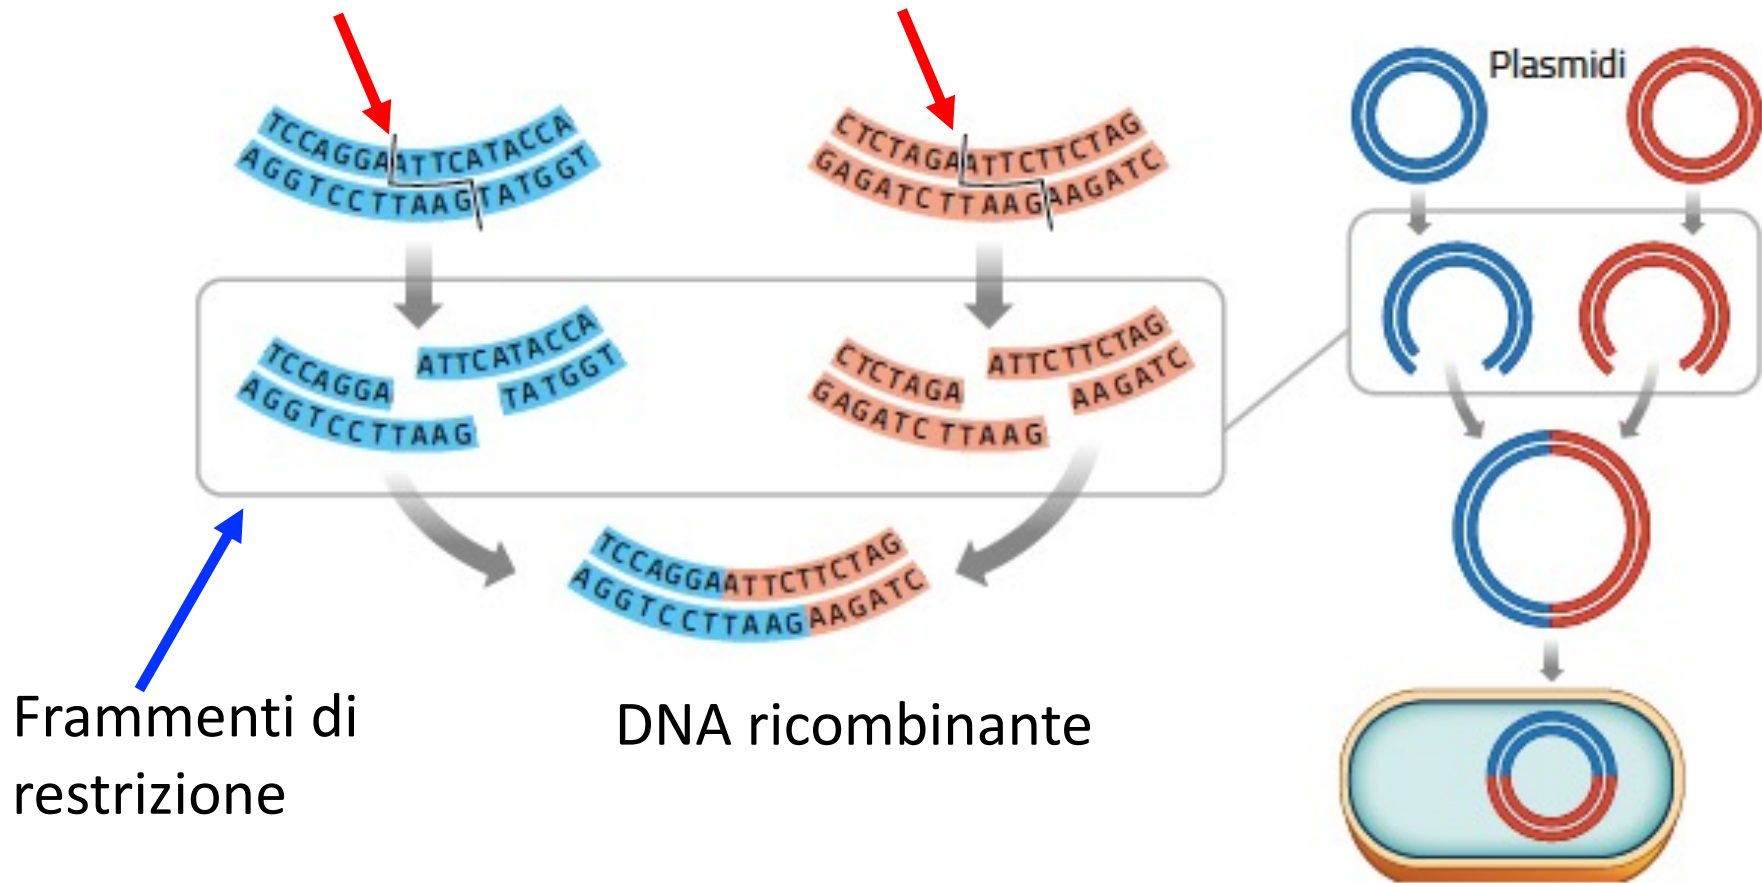 Plasmidi
TCCAGGAATTCATACCA
AGGTCCTTAAGTATGGT
CTCTAGAATTCTTCTAG
GAGATCTTAAGAAGATC
TCCAGGA
AGGTCCTTAAG
ATTCATACCA
TATGGT
CTCTAGA
GAGATCTTAAG
ATTCTTCTAG
AAGATC
TCCAGGAATTCTTCTAG
AGGTCCTTAAGAAGATC
Frammenti di
restrizione
DNA ricombinante